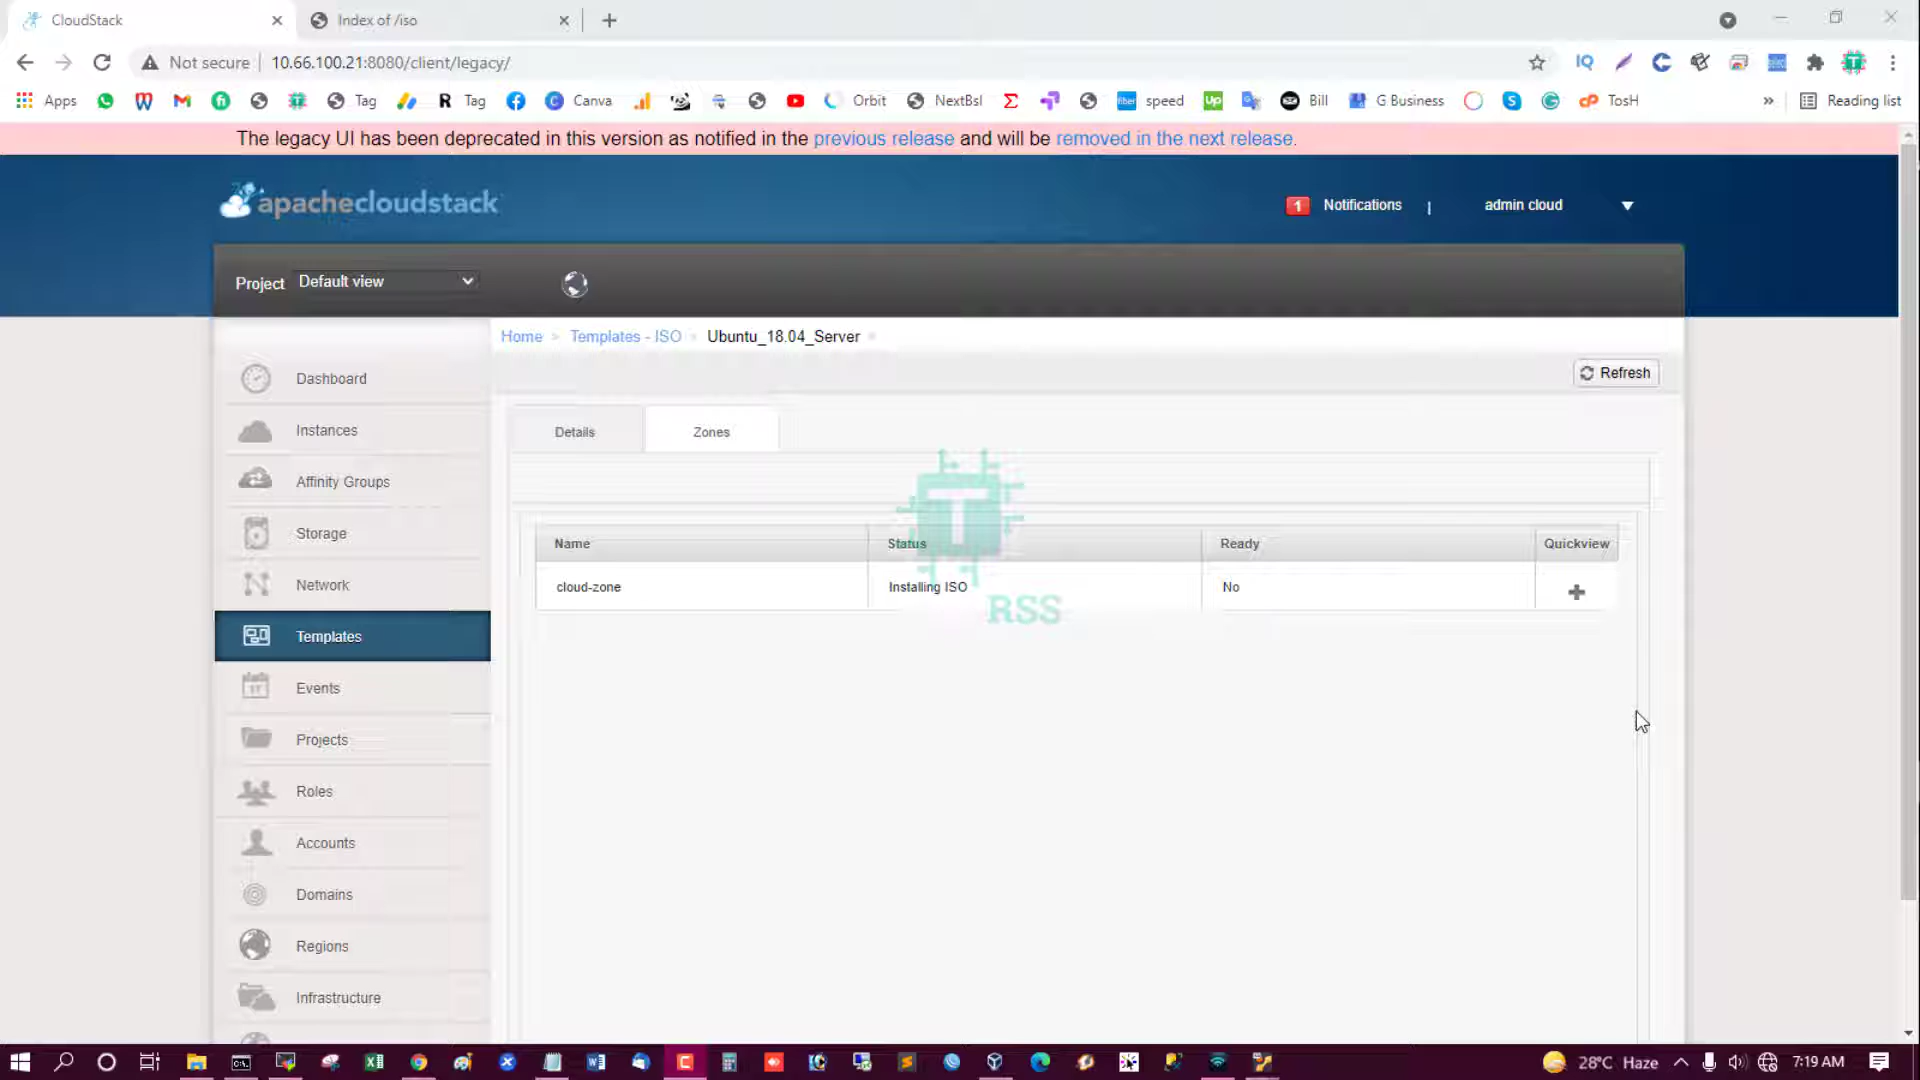 CloudStack
Index of /iso
Not secure
10.66.100.21:8080/client/legacy/
Apps
Tag
Tag
Canva
Orbit
NextBsl
speed
Bill
G Business
TosH
Reading list
The legacy UI has been deprecated in this version as notified in the previous release and will be removed in the next release.
apachecloudstack
1 Notifications
admin cloud
Project Default view
Home > Templates - ISO Ubuntu_18.04_Server
Refresh
Dashboard
Details
Zones
Instances
Affinity Groups
Storage
Name
Status
Ready
Quickview
Network
cloud-zone
Installing ISO
No
RSS
Templates
Events
Projects
Roles
Accounts
Domains
Regions
Infrastructure
28°C Haze
7:19 AM